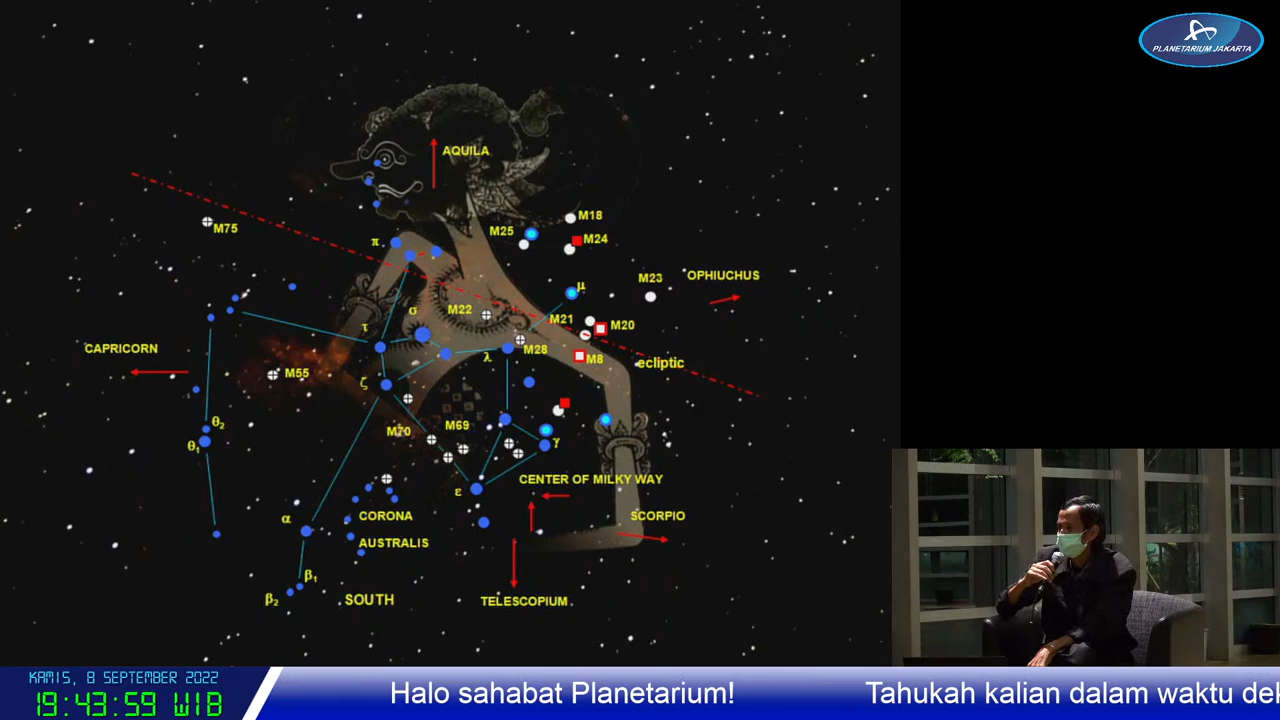 PLANETARIUM JAKARTA
AQUILA
M18
M75
M25
M24
π
M23
OPHIUCHUS
μ
σ
M22
M21
M20
τ
CAPRICORN
M28
λ
M8
ecliptic
M55
ζ
θ2
M70
M69
θ1
γ
CENTER OF MILKY WAY
ε
α
CORONA
SCORPIO
AUSTRALIS
β1
β2
SOUTH
TELESCOPIUM
KAMIS, 8 SEPTEMBER 2022
19:43:59 WIB
Halo sahabat Planetarium!
Tahukah kalian dalam waktu